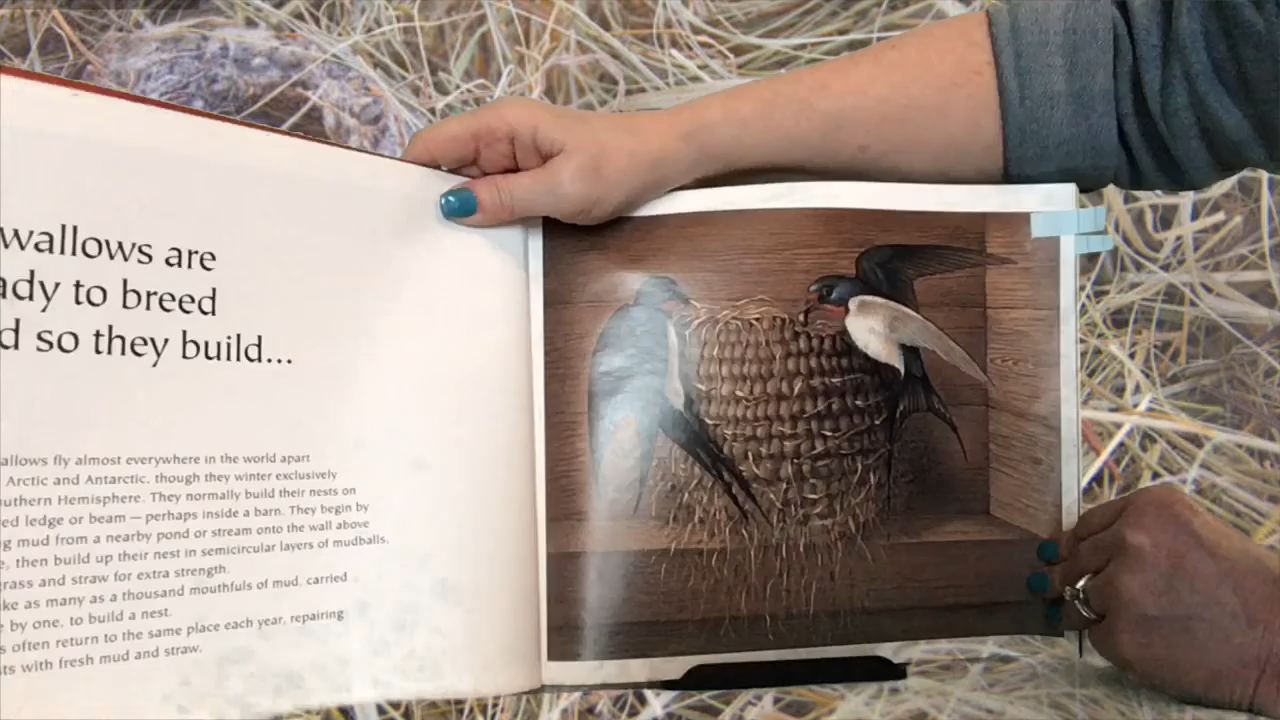 wallows are
ady to breed
d so they build...
allows fly almost everywhere in the world apart
Arctic and Antarctic, though they winter exclusively
uthern Hemisphere. They normally build their nests on
ed ledge or beam — perhaps inside a barn. They begin by
g mud from a nearby pond or stream onto the wall above
e, then build up their nest in semicircular layers of mudballs,
grass and straw for extra strength.
ke as many as a thousand mouthfuls of mud, carried
e by one, to build a nest.
s often return to the same place each year, repairing
sts with fresh mud and straw.